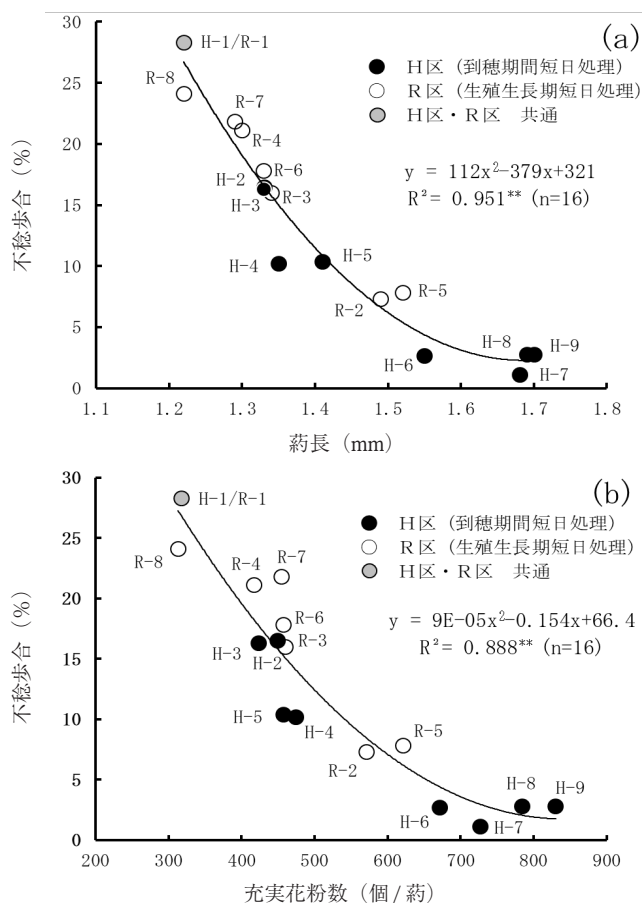 (a)
30
25
20
15
10
5
0
不稔歩合 (%)
H-1/R-1
R-8
R-7
R-4
R-6
H-2
H-3
R-3
H-4
H-5
R-2
R-5
H-6
H-8
H-9
H-7
● H区 (到穂期間短日処理)
○ R区 (生殖生長期短日処理)
H区・R区 共通
y = 112x²-379x+321
R²= 0.951** (n=16)
1.1 1.2 1.3 1.4 1.5 1.6 1.7 1.8
葯長 (mm)
(b)
30
25
20
15
10
5
0
不稔歩合 (%)
H-1/R-1
R-8
R-4
R-7
R-6
H-3
H-2
R-3
H-5
H-4
R-2
R-5
H-6
H-7
H-8
H-9
● H区 (到穂期間短日処理)
○ R区 (生殖生長期短日処理)
H区・R区 共通
y = 9E-05x²-0.154x+66.4
R²= 0.888** (n=16)
200 300 400 500 600 700 800 900
充実花粉数 (個/葯)